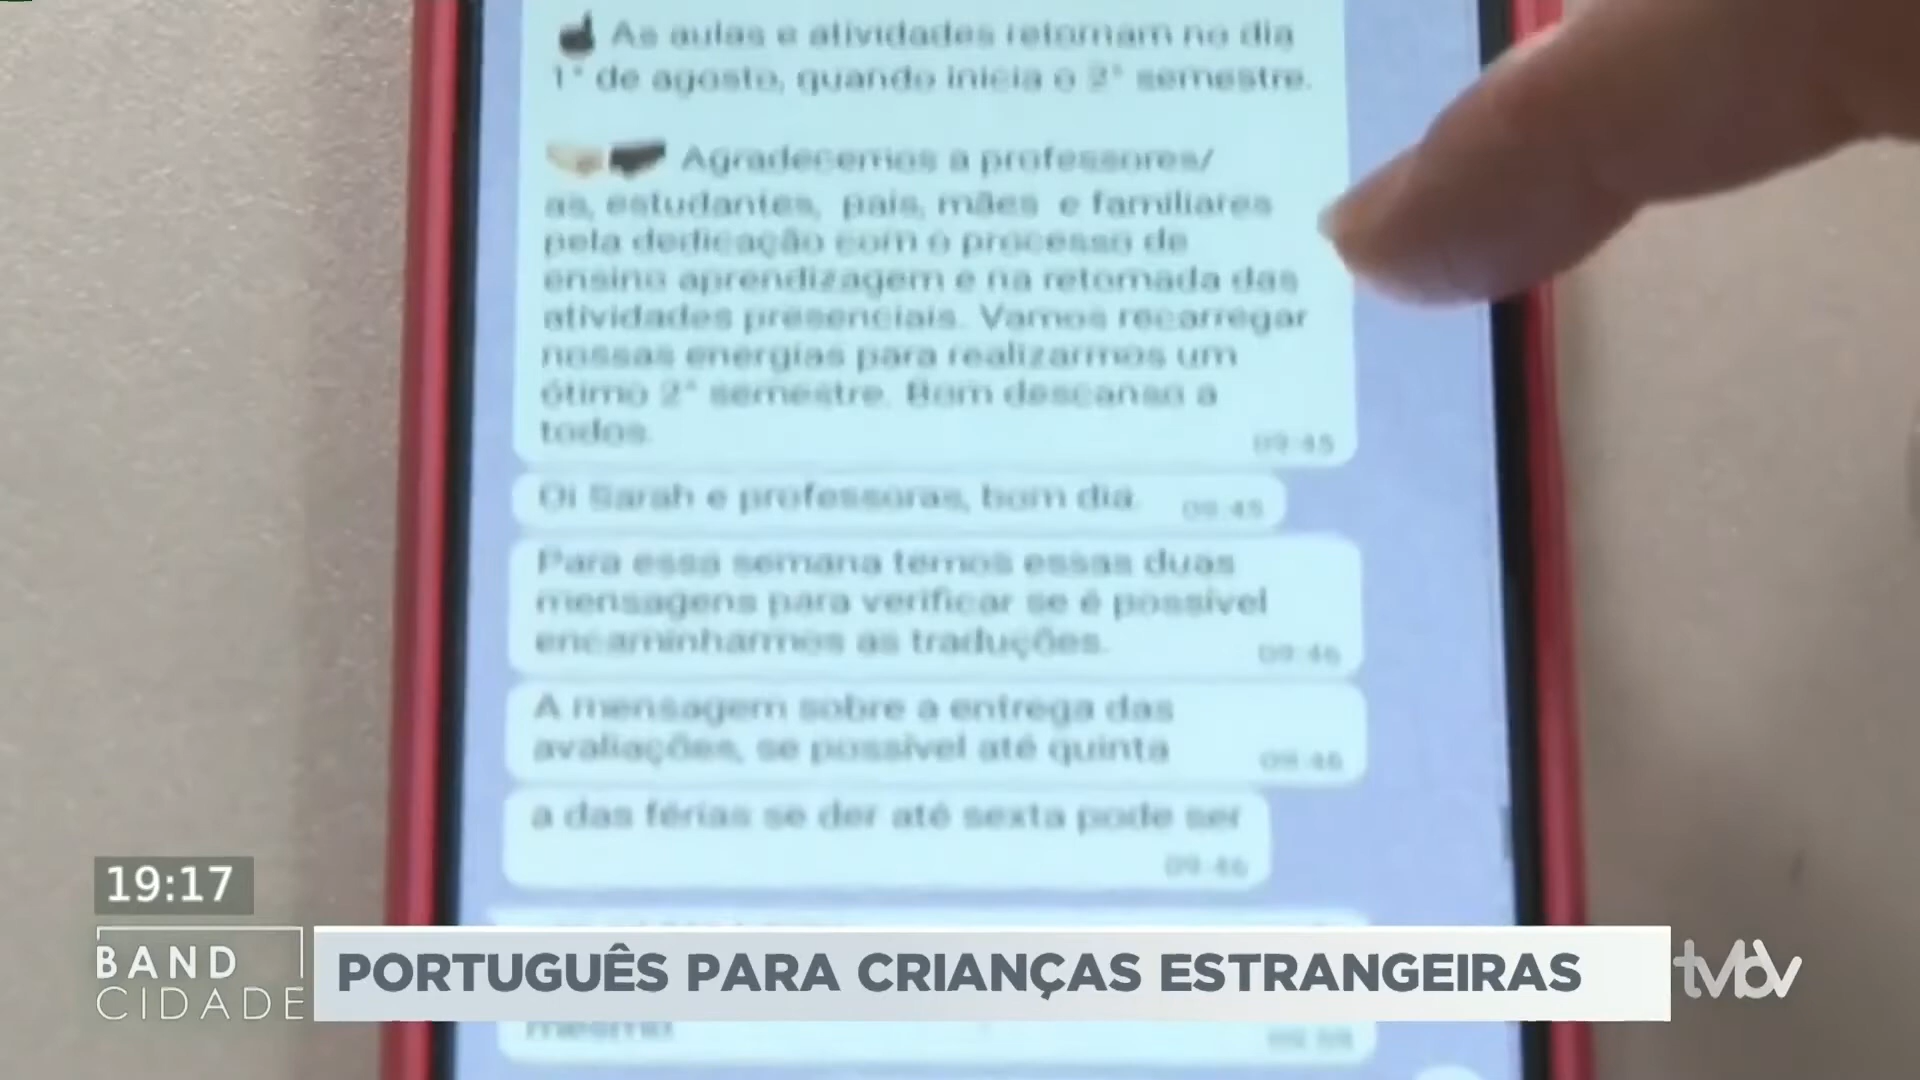 As aulas e atividades retornam no dia
1° de agosto, quando inicia o 2° semestre.
Agradecemos a professores/
as, estudantes, pais, mães e familiares
pela dedicação com o processo de
ensino aprendizagem e na retomada das
atividades presenciais. Vamos recarregar
nossas energias para realizarmos um
ótimo 2° semestre. Bom descanso a
todos.
09:45
Oi Sarah e professoras, bom dia.
09:45
Para essa semana temos essas duas
mensagens para verificar se é possível
encaminharmos as traduções.
09:46
A mensagem sobre a entrega das
avaliações, se possível até quinta
09:46
a das férias se der até sexta pode ser
09:46
19:17
BAND
CIDADE
PORTUGUÊS PARA CRIANÇAS ESTRANGEIRAS
tvbv
mesmo